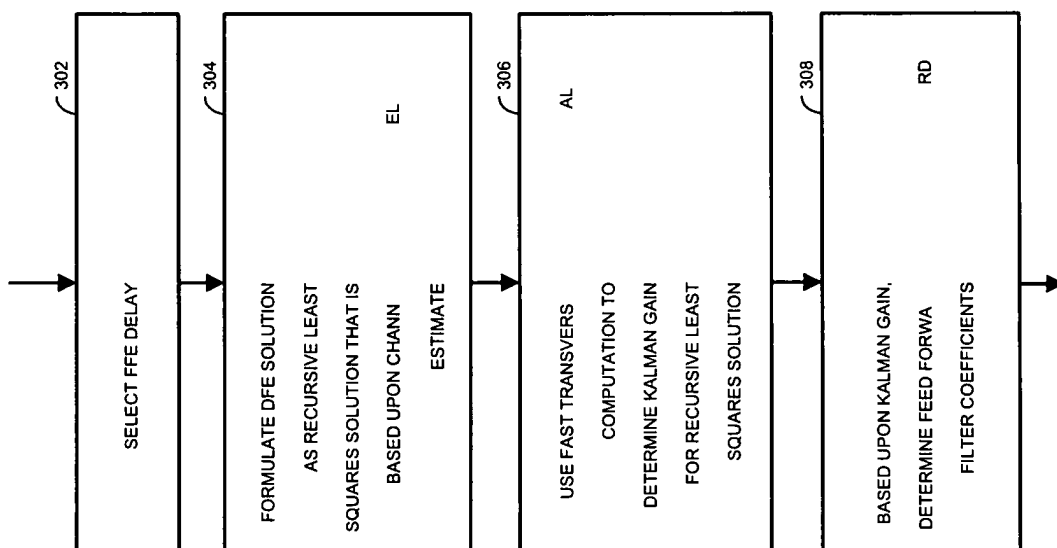 302
SELECT FFE DELAY
304
FORMULATE DFE SOLUTION
AS RECURSIVE LEAST
SQUARES SOLUTION THAT IS
BASED UPON CHANN EL
ESTIMATE
306
USE FAST TRANSVERS AL
COMPUTATION TO
DETERMINE KALMAN GAIN
FOR RECURSIVE LEAST
SQUARES SOLUTION
308
BASED UPON KALMAN GAIN,
DETERMINE FEED FORWA RD
FILTER COEFFICIENTS